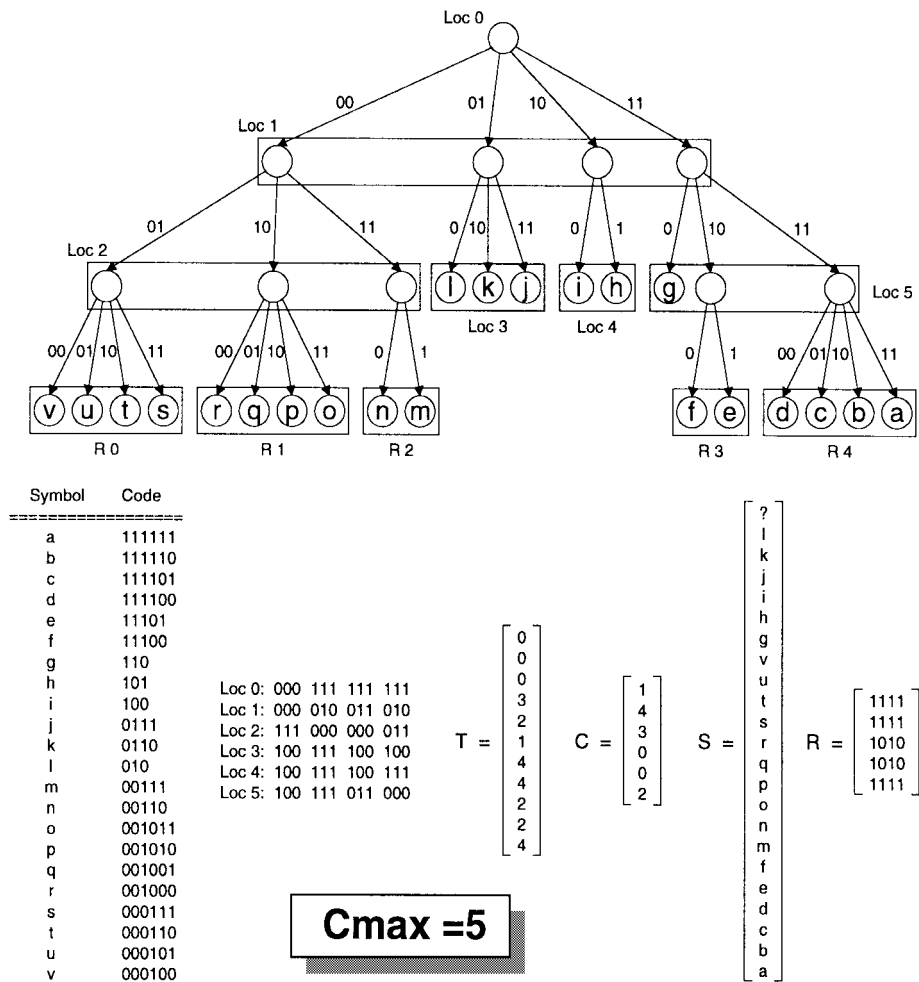 Loc 0
00 01 10 11
Loc 1
01 10 11 0 10 11 0 1 0 10 11
Loc 2
l k j i h g
Loc 5
Loc 3 Loc 4
00 01 10 11 00 01 10 11 0 1 0 1 00 01 10 11
v u t s r q p o n m f e d c b a
R 0 R 1 R 2 R 3 R 4
Symbol Code
==================
a 111111
b 111110
c 111101
d 111100
e 11101
f 11100
g 110
h 101
i 100
j 0111
k 0110
l 010
m 00111
n 00110
o 001011
p 001010
q 001001
r 001000
s 000111
t 000110
u 000101
v 000100
Loc 0: 000 111 111 111
Loc 1: 000 010 011 010
Loc 2: 111 000 000 011
Loc 3: 100 111 100 100
Loc 4: 100 111 100 111
Loc 5: 100 111 011 000
T =
0
0
0
3
2
1
4
4
2
2
4
C =
1
4
3
0
0
2
S =
?
l
k
j
i
h
g
v
u
t
s
r
q
p
o
n
m
f
e
d
c
b
a
R =
1111
1111
1010
1010
1111
Cmax =5